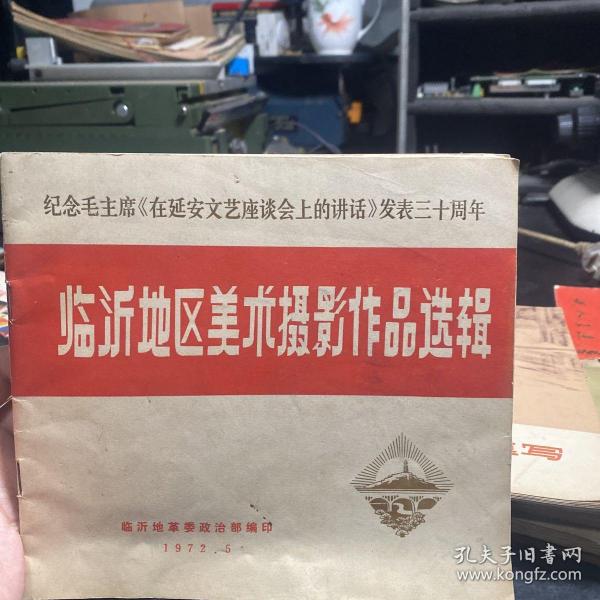 纪念毛主席《在延安文艺座谈会上的讲话》发表三十周年
临沂地区美术摄影作品选辑
临沂地革委政治部编印
1972.5
孔夫子旧书网
www.kongfz.com